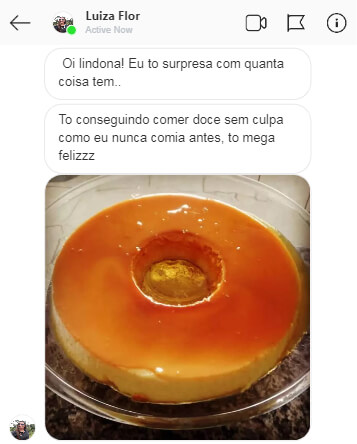 Luiza Flor
Active Now
Oi lindona! Eu to surpresa com quanta
coisa tem..
To conseguindo comer doce sem culpa
como eu nunca comia antes, to mega
felizzz